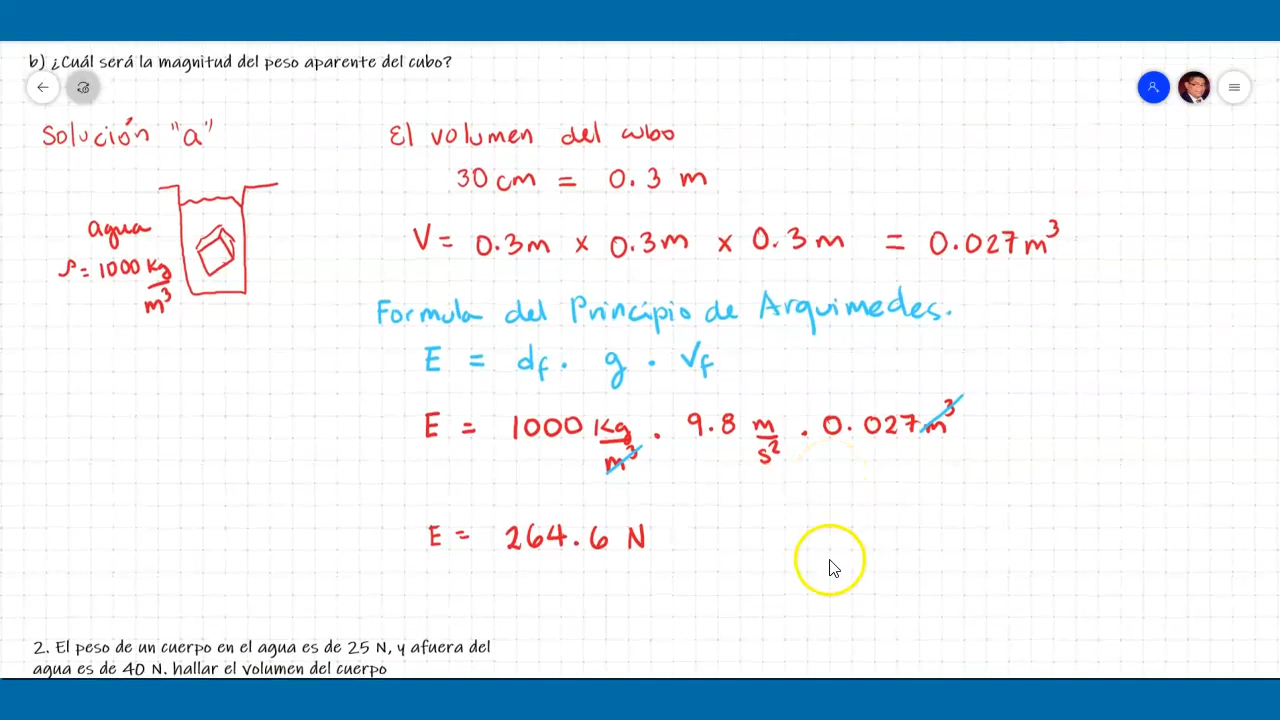 b) ¿Cuál será la magnitud del peso aparente del cubo?
Solución "a"
agua
ρ = 1000 Kg/m³
El volumen del cubo
30 cm = 0.3 m
V = 0.3m x 0.3m x 0.3m = 0.027m³
Formula del Principio de Arquimedes.
E = df . g . Vf
E = 1000 Kg/m³ . 9.8 m/s² . 0.027m³
E = 264.6 N
2. El peso de un cuerpo en el agua es de 25 N, y afuera del
agua es de 40 N. hallar el volumen del cuerpo